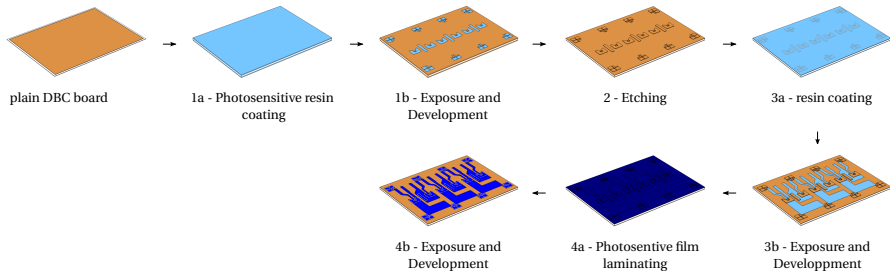 plain DBC board
1a - Photosensitive resin
coating
1b - Exposure and
Development
2 - Etching
3a - resin coating
4b - Exposure and
Development
4a - Photosentive film
laminating
3b - Exposure and
Developpment